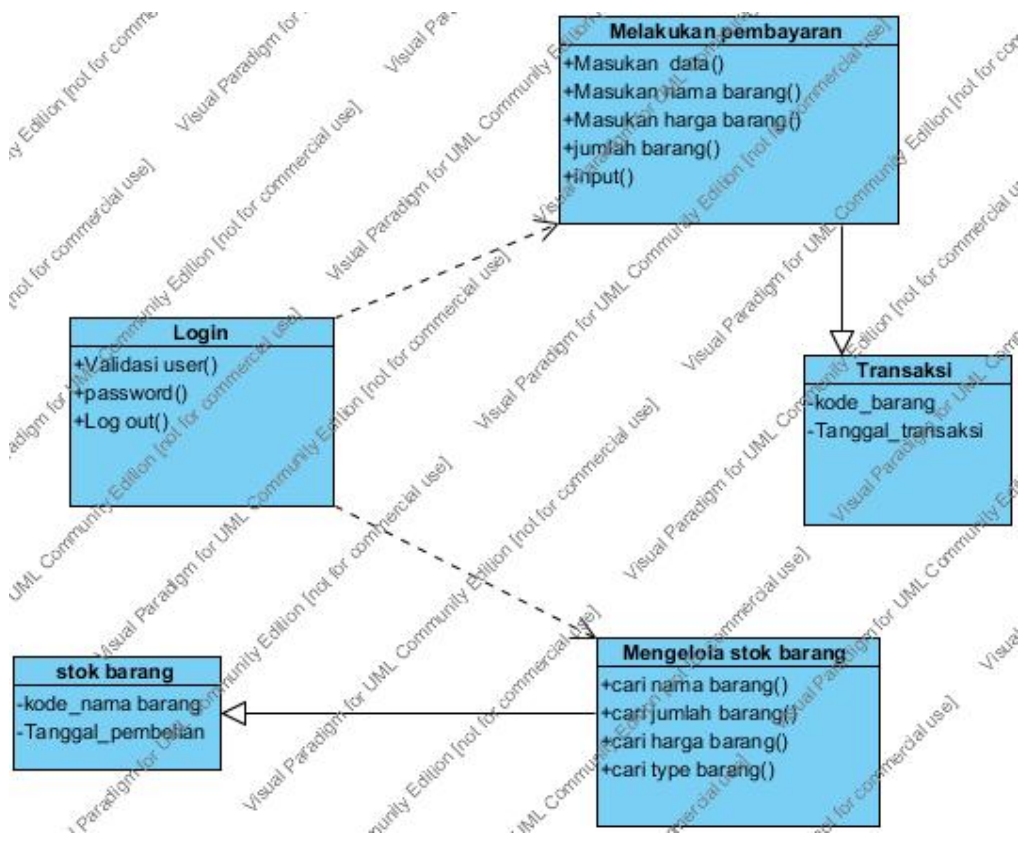 Melakukan pembayaran
+Masukan data()
+Masukan nama barang()
+Masukan harga barang()
+jumlah barang()
+input()
Login
+Validasi user()
+password()
+Log out()
Transaksi
-kode_barang
-Tanggal_transaksi
stok barang
-kode_nama barang
-Tanggal_pembelian
Mengelola stok barang
+cari nama barang()
+cari jumlah barang()
+cari harga barang()
+cari type barang()
Visual Paradigm for UML Community Edition [not for commercial use]